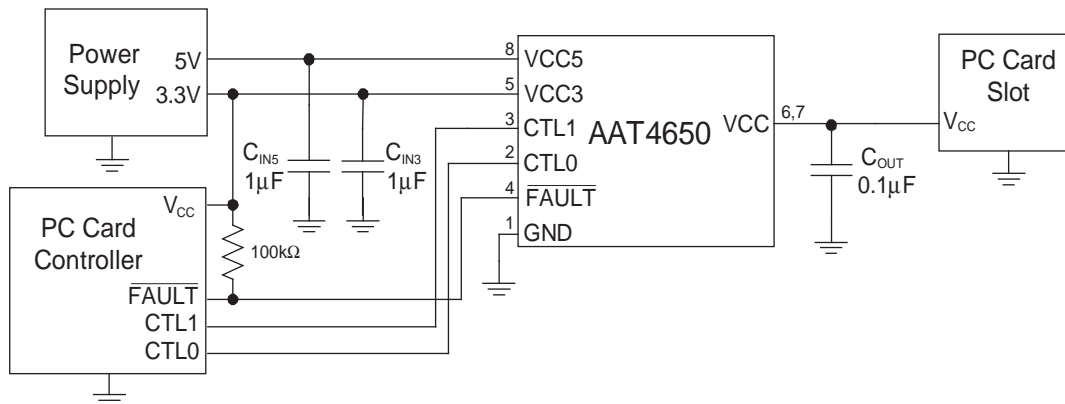 Power
Supply
5V
3.3V
8
VCC5
5
VCC3
3
CTL1
2
CTL0
4
FAULT
1
GND
AAT4650
VCC
6,7
PC Card
Slot
VCC
CIN5
1µF
CIN3
1µF
COUT
0.1µF
VCC
PC Card
Controller
100kΩ
FAULT
CTL1
CTL0